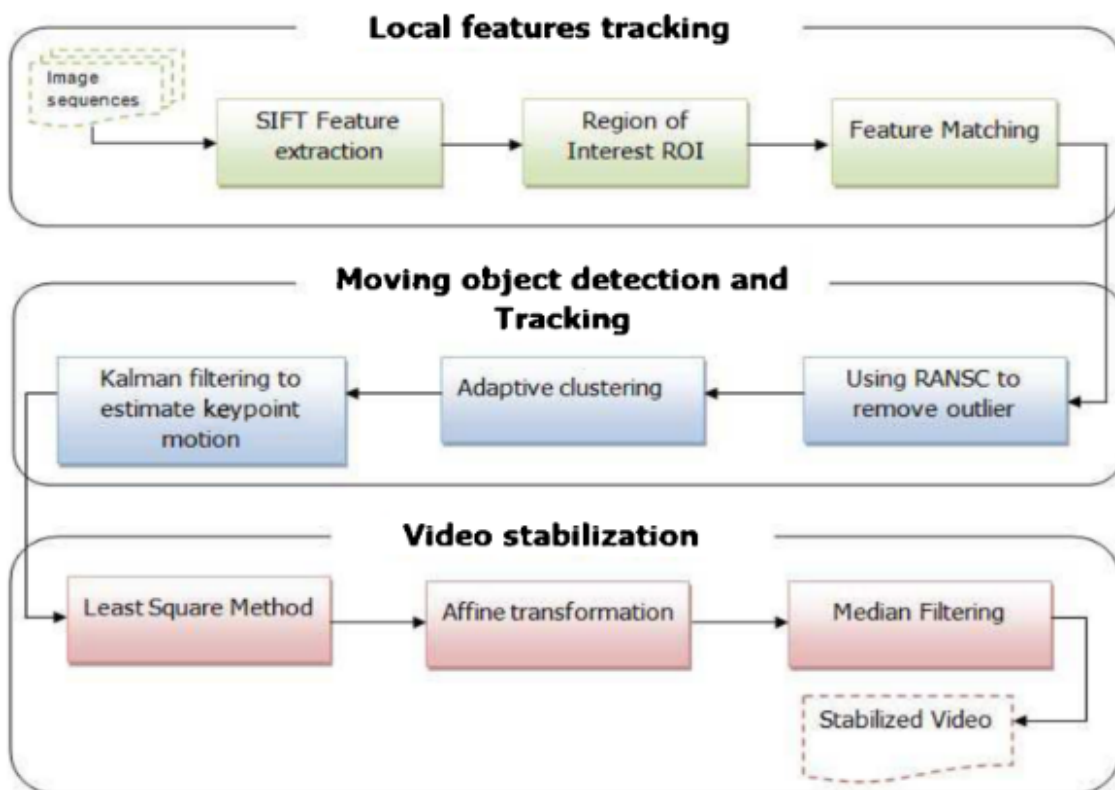 Local features tracking
Image
sequences
SIFT Feature
extraction
Region of
Interest ROI
Feature Matching
Moving object detection and
Tracking
Using RANSC to
remove outlier
Adaptive clustering
Kalman filtering to
estimate keypoint
motion
Video stabilization
Least Square Method
Affine transformation
Median Filtering
Stabilized Video